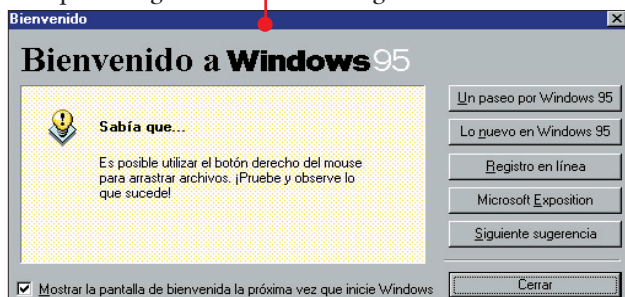 Bienvenido
Bienvenido a Windows 95
Sabía que...
Es posible utilizar el botón derecho del mouse
para arrastrar archivos. ¡Pruebe y observe lo
que sucede!
Un paseo por Windows 95
Lo nuevo en Windows 95
Registro en línea
Microsoft Exposition
Siguiente sugerencia
Mostrar la pantalla de bienvenida la próxima vez que inicie Windows
Cerrar